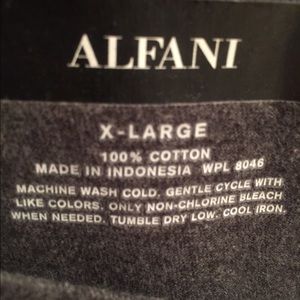 ALFANI
X-LARGE
100% COTTON
MADE IN INDONESIA WPL 8046
MACHINE WASH COLD. GENTLE CYCLE WITH
LIKE COLORS. ONLY NON-CHLORINE BLEACH
WHEN NEEDED. TUMBLE DRY LOW. COOL IRON.